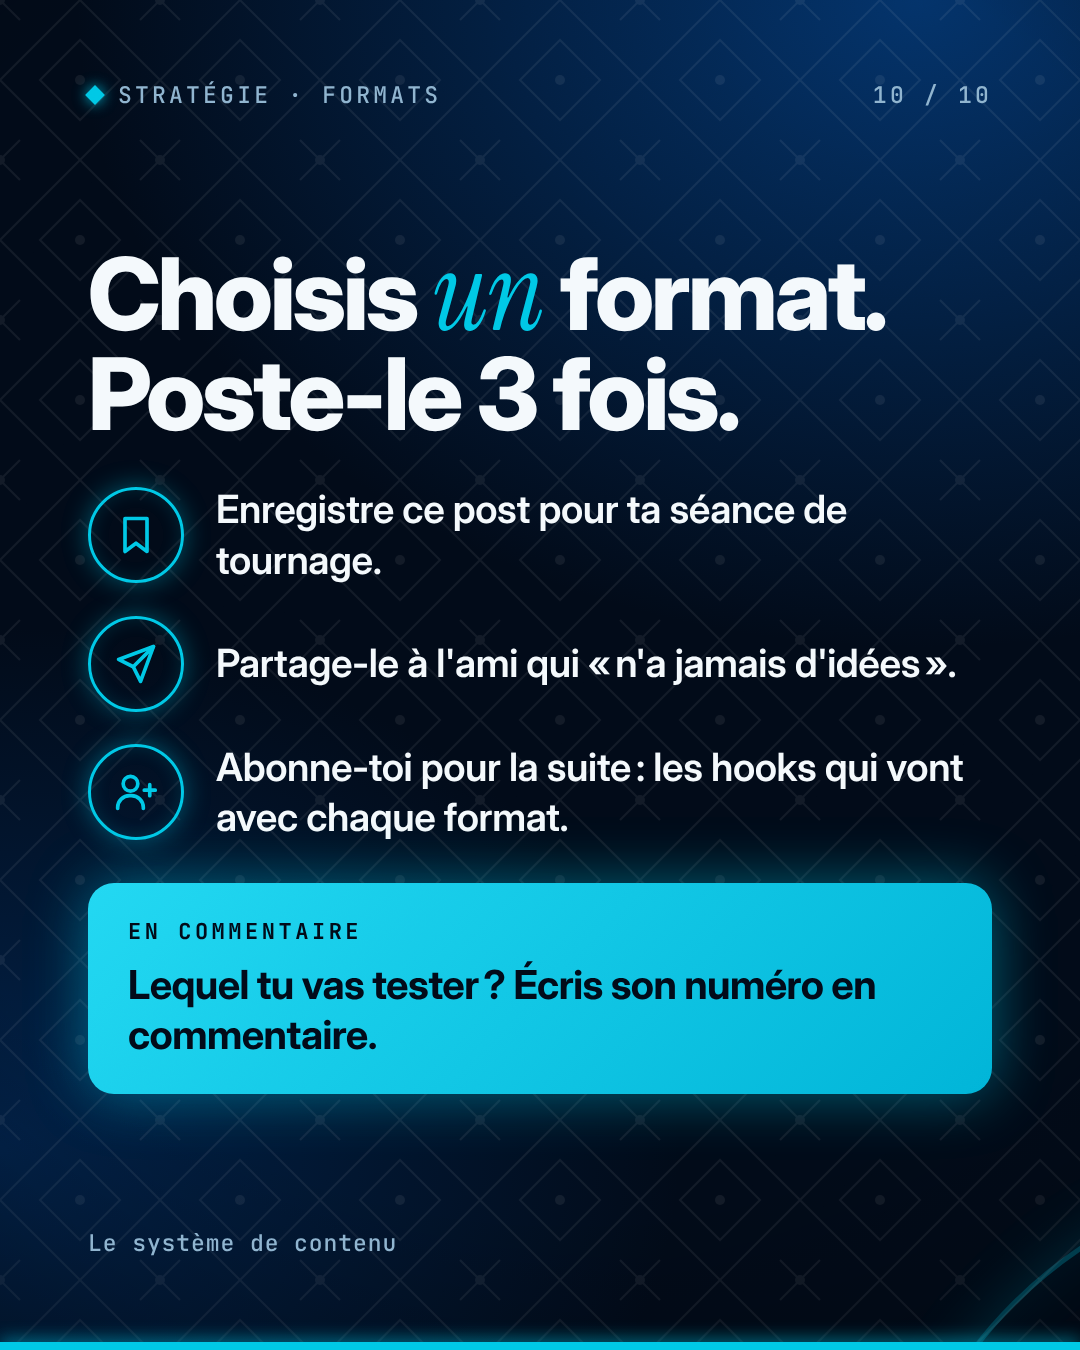 STRATÉGIE · FORMATS
10 / 10
Choisis un format.
Poste-le 3 fois.
Enregistre ce post pour ta séance de
tournage.
Partage-le à l'ami qui « n'a jamais d'idées ».
Abonne-toi pour la suite : les hooks qui vont
avec chaque format.
EN COMMENTAIRE
Lequel tu vas tester ? Écris son numéro en
commentaire.
Le système de contenu